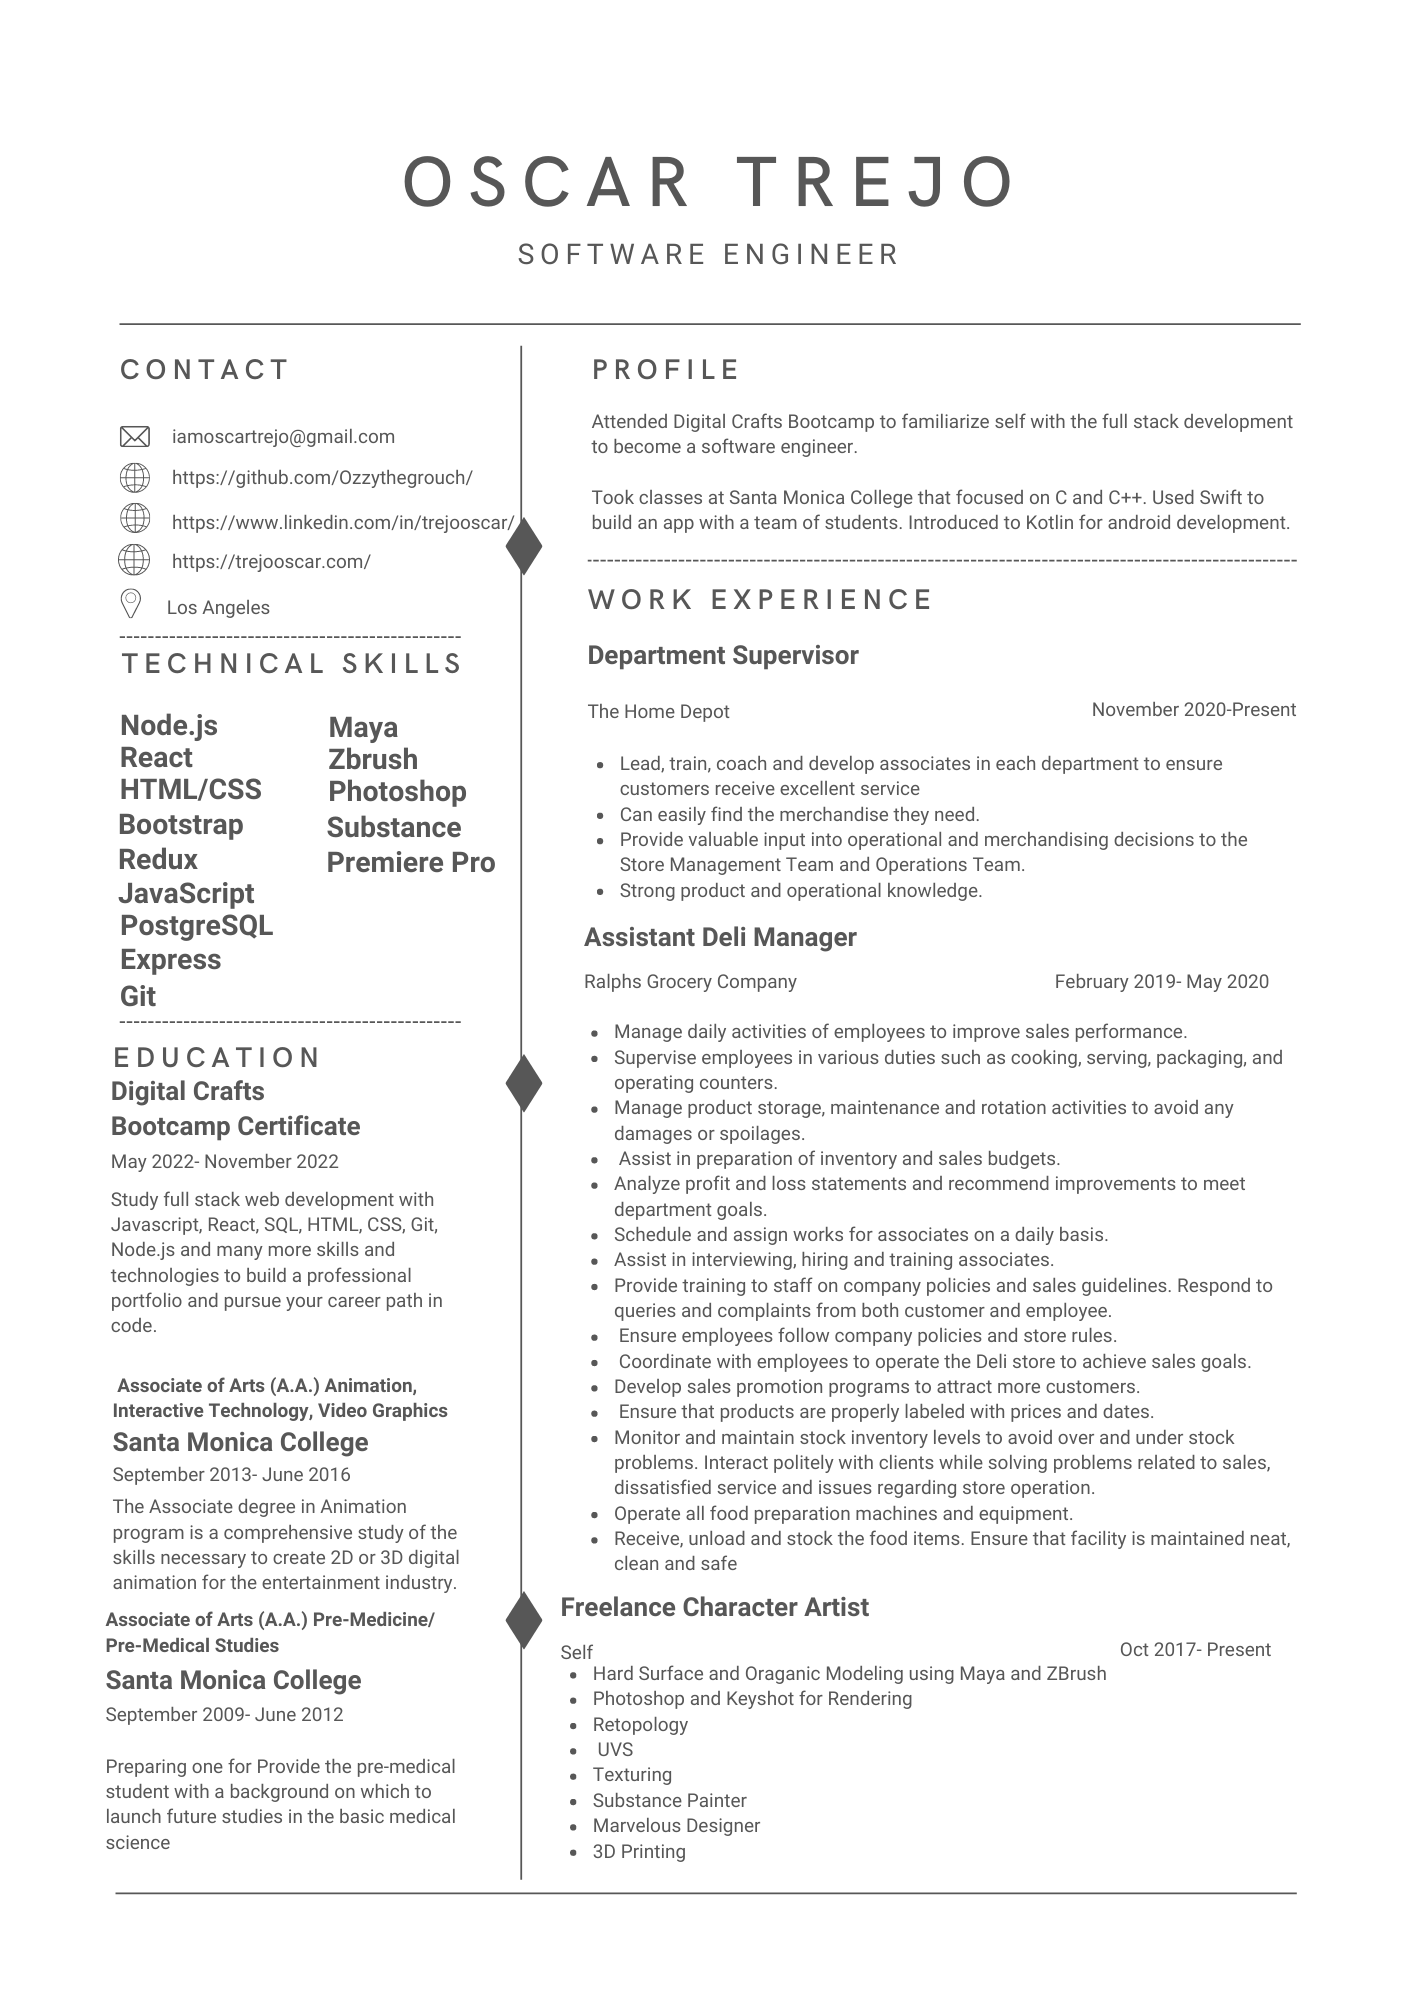 OSCAR TREJO
SOFTWARE ENGINEER
CONTACT
iamoscartrejo@gmail.com
https://github.com/Ozzythegrouch/
https://www.linkedin.com/in/trejooscar/
https://trejooscar.com/
Los Angeles
TECHNICAL SKILLS
Node.js
React
HTML/CSS
Bootstrap
Redux
JavaScript
PostgreSQL
Express
Git
Maya
Zbrush
Photoshop
Substance
Premiere Pro
EDUCATION
Digital Crafts
Bootcamp Certificate
May 2022- November 2022
Study full stack web development with
Javascript, React, SQL, HTML, CSS, Git,
Node.js and many more skills and
technologies to build a professional
portfolio and pursue your career path in
code.
Associate of Arts (A.A.) Animation,
Interactive Technology, Video Graphics
Santa Monica College
September 2013- June 2016
The Associate degree in Animation
program is a comprehensive study of the
skills necessary to create 2D or 3D digital
animation for the entertainment industry.
Associate of Arts (A.A.) Pre-Medicine/
Pre-Medical Studies
Santa Monica College
September 2009- June 2012
Preparing one for Provide the pre-medical
student with a background on which to
launch future studies in the basic medical
science
PROFILE
Attended Digital Crafts Bootcamp to familiarize self with the full stack development
to become a software engineer.
Took classes at Santa Monica College that focused on C and C++. Used Swift to
build an app with a team of students. Introduced to Kotlin for android development.
WORK EXPERIENCE
Department Supervisor
The Home Depot November 2020-Present
• Lead, train, coach and develop associates in each department to ensure
customers receive excellent service
• Can easily find the merchandise they need.
• Provide valuable input into operational and merchandising decisions to the
Store Management Team and Operations Team.
• Strong product and operational knowledge.
Assistant Deli Manager
Ralphs Grocery Company February 2019- May 2020
• Manage daily activities of employees to improve sales performance.
• Supervise employees in various duties such as cooking, serving, packaging, and
operating counters.
• Manage product storage, maintenance and rotation activities to avoid any
damages or spoilages.
• Assist in preparation of inventory and sales budgets.
• Analyze profit and loss statements and recommend improvements to meet
department goals.
• Schedule and assign works for associates on a daily basis.
• Assist in interviewing, hiring and training associates.
• Provide training to staff on company policies and sales guidelines. Respond to
queries and complaints from both customer and employee.
• Ensure employees follow company policies and store rules.
• Coordinate with employees to operate the Deli store to achieve sales goals.
• Develop sales promotion programs to attract more customers.
• Ensure that products are properly labeled with prices and dates.
• Monitor and maintain stock inventory levels to avoid over and under stock
problems. Interact politely with clients while solving problems related to sales,
dissatisfied service and issues regarding store operation.
• Operate all food preparation machines and equipment.
• Receive, unload and stock the food items. Ensure that facility is maintained neat,
clean and safe
Freelance Character Artist
Self Oct 2017- Present
• Hard Surface and Oraganic Modeling using Maya and ZBrush
• Photoshop and Keyshot for Rendering
• Retopology
• UVS
• Texturing
• Substance Painter
• Marvelous Designer
• 3D Printing